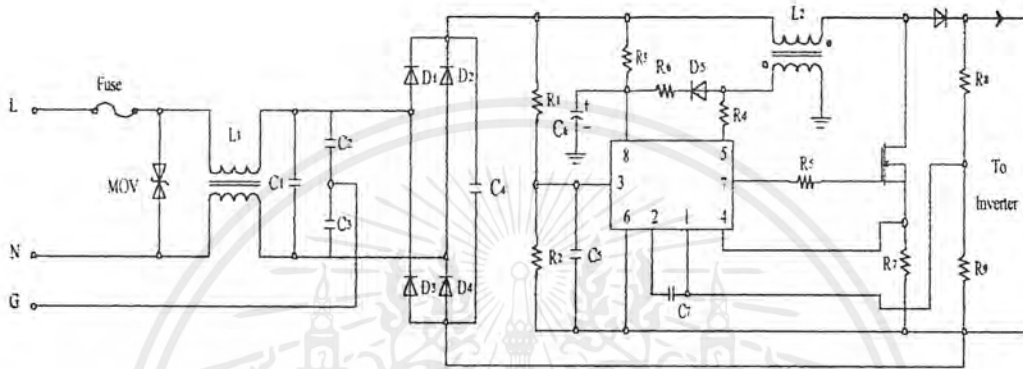 L
Fuse
MOV
N
G
L1
C1
C2
C3
D1
D2
D3
D4
C4
R1
R2
C5
R3
R6
D5
C6
+
−
R4
8
5
3
7
6
2
1
4
C7
L2
R5
R7
R8
R9
To
Inverter